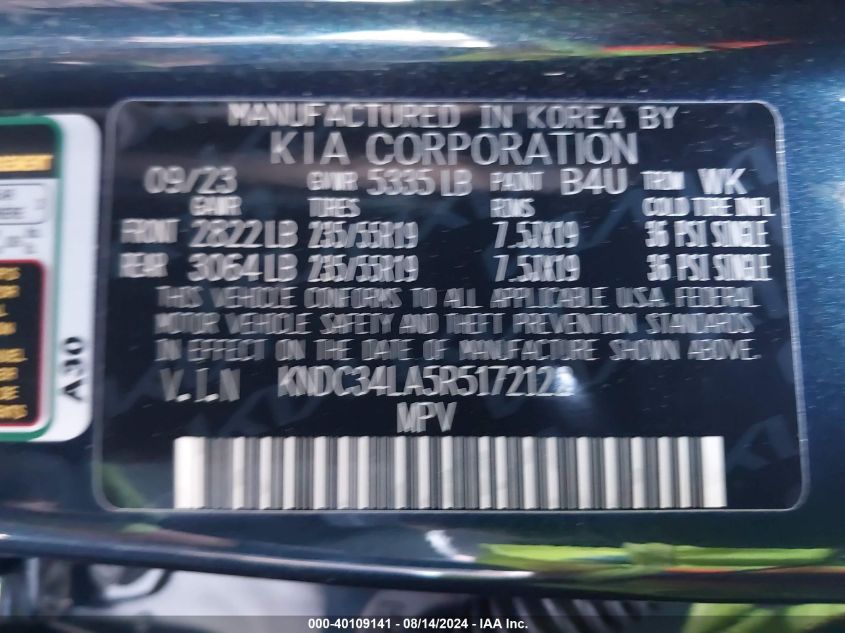 MANUFACTURED IN KOREA BY
KIA CORPORATION
09/23 GVWR 5335 LB PAINT B4U TRIM WK
GAWR TIRES RIMS COLD TIRE INFL
FRONT 2822 LB 235/55R19 7.5JX19 36 PSI SINGLE
REAR 3064 LB 235/55R19 7.5JX19 36 PSI SINGLE
THIS VEHICLE CONFORMS TO ALL APPLICABLE U.S.A. FEDERAL
MOTOR VEHICLE SAFETY AND THEFT PREVENTION STANDARDS
IN EFFECT ON THE DATE OF MANUFACTURE SHOWN ABOVE.
V.I.N KNDC34LA5R5172122
MPV
A30
000-40109141 - 08/14/2024 - IAA Inc.